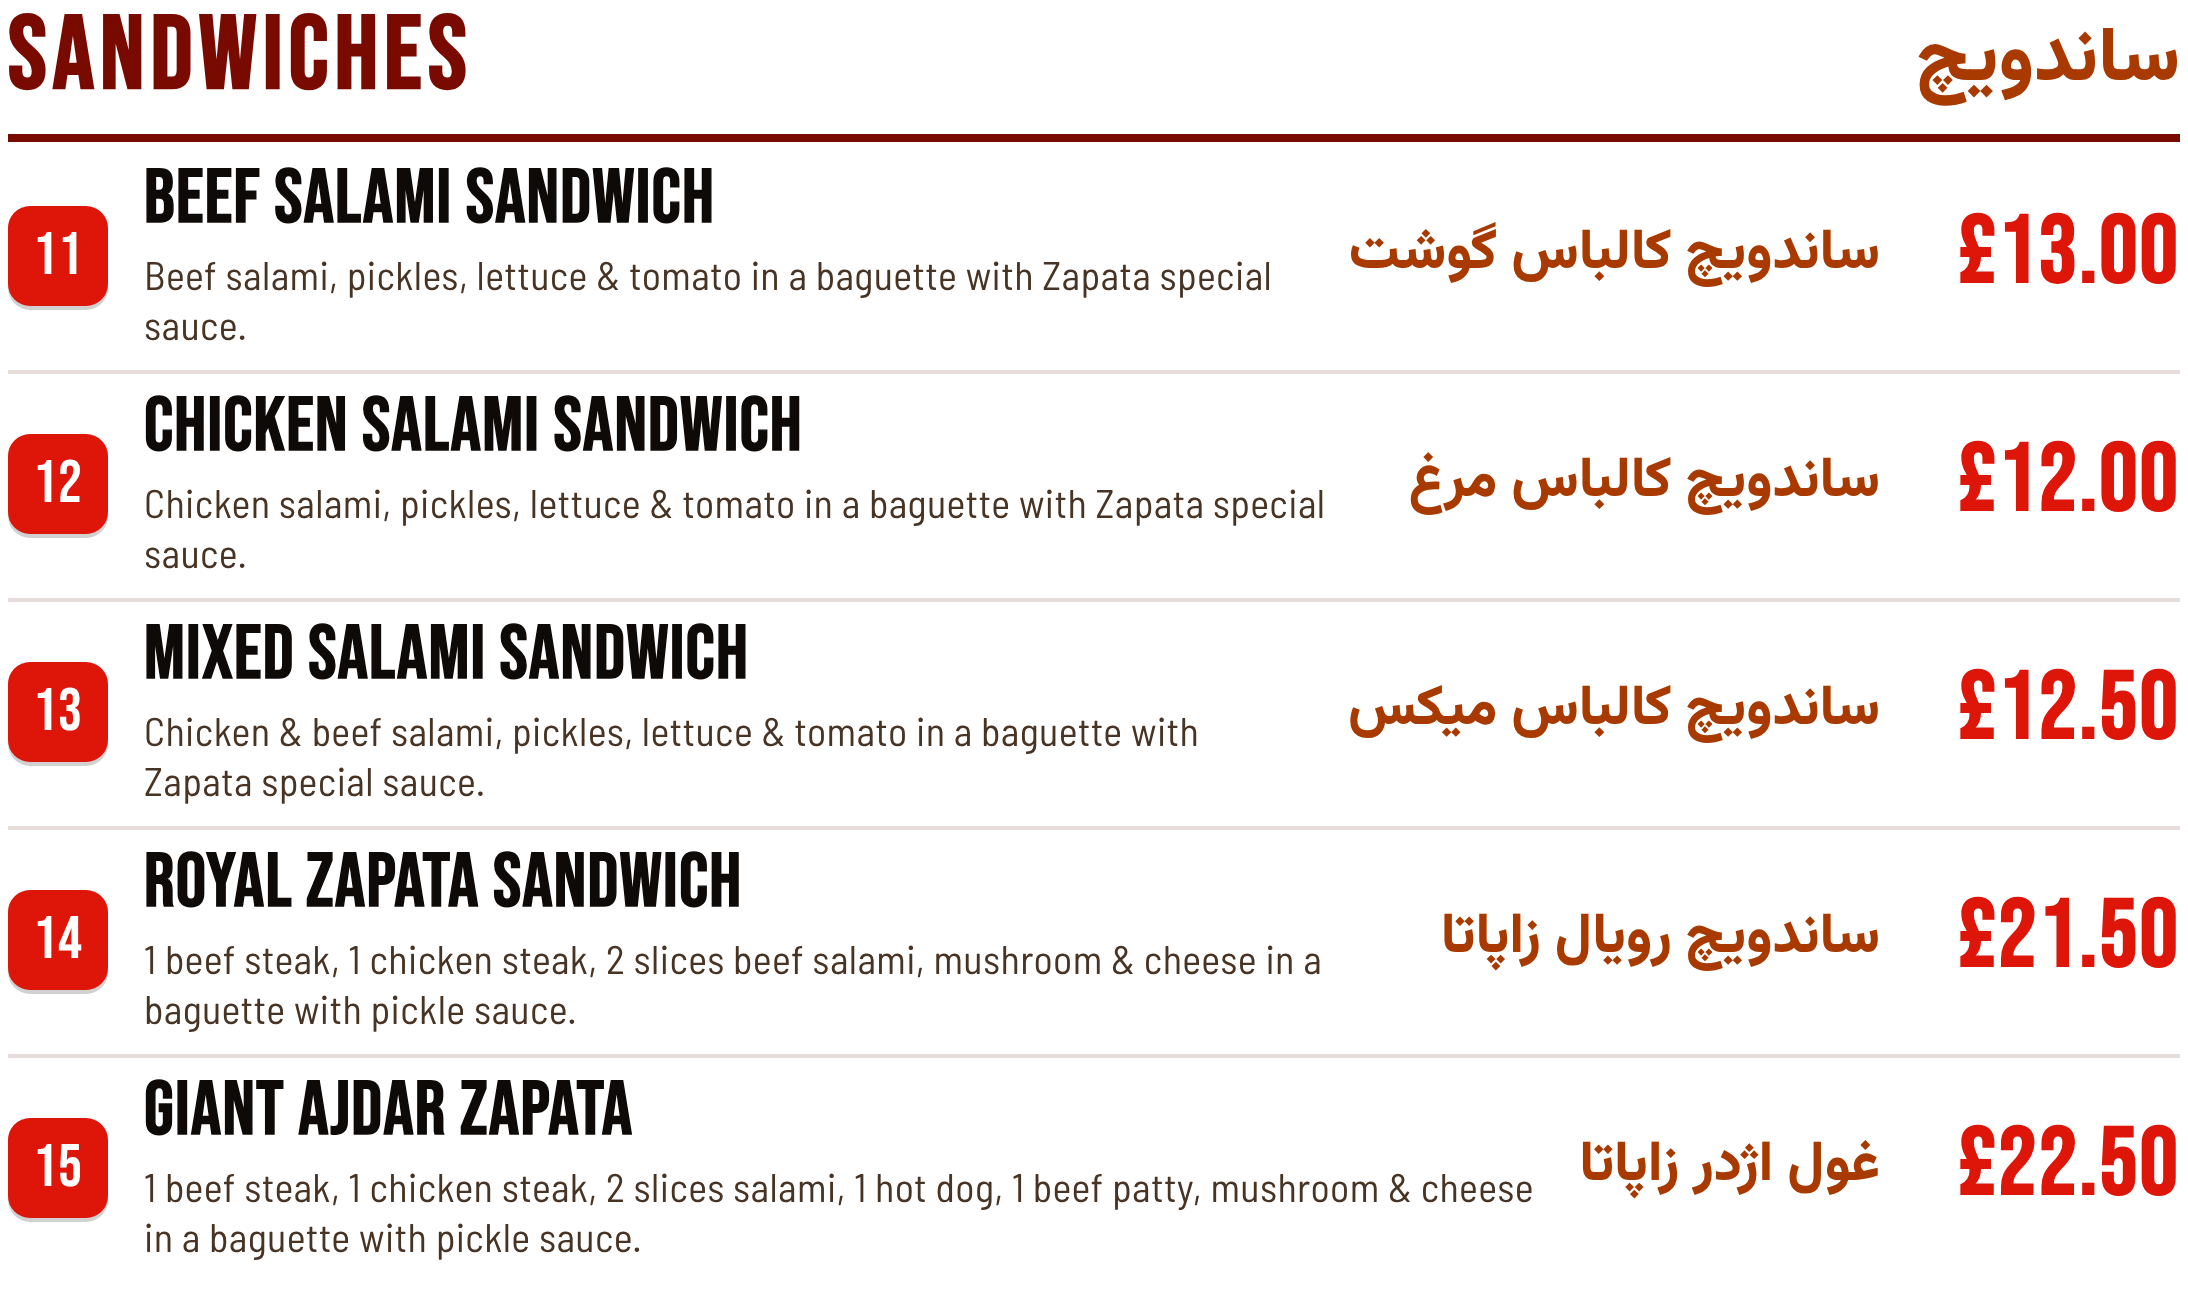 SANDWICHES ساندویچ
11 BEEF SALAMI SANDWICH
Beef salami, pickles, lettuce & tomato in a baguette with Zapata special
sauce.
ساندویچ کالباس گوشت £13.00
12 CHICKEN SALAMI SANDWICH
Chicken salami, pickles, lettuce & tomato in a baguette with Zapata special
sauce.
ساندویچ کالباس مرغ £12.00
13 MIXED SALAMI SANDWICH
Chicken & beef salami, pickles, lettuce & tomato in a baguette with
Zapata special sauce.
ساندویچ کالباس میکس £12.50
14 ROYAL ZAPATA SANDWICH
1 beef steak, 1 chicken steak, 2 slices beef salami, mushroom & cheese in a
baguette with pickle sauce.
ساندویچ رویال زاپاتا £21.50
15 GIANT AJDAR ZAPATA
1 beef steak, 1 chicken steak, 2 slices salami, 1 hot dog, 1 beef patty, mushroom & cheese
in a baguette with pickle sauce.
غول اژدر زاپاتا £22.50